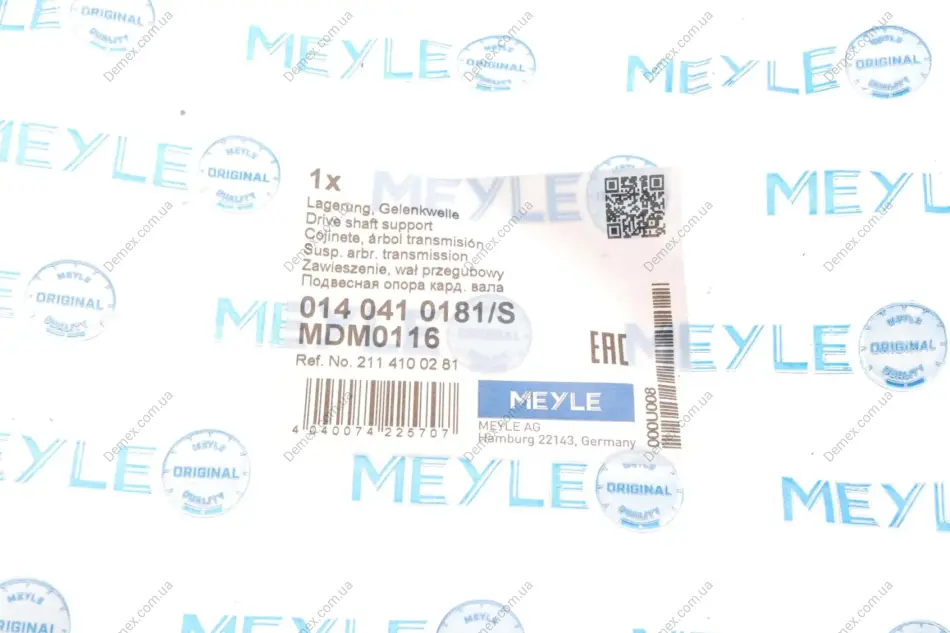 1x
Lagerung, Gelenkwelle
Drive shaft support
Cojinete, árbol transmisión
Susp. arbr. transmission
Zawieszenie, wał przegubowy
Подвесная опора кард. вала
014 041 0181/S
MDM0116
Ref. No. 211 410 02 81
4 040074 225707
EAC
MEYLE
MEYLE AG
Hamburg 22143, Germany
000U008
MEYLE
ORIGINAL
QUALITY
Demex.com.ua